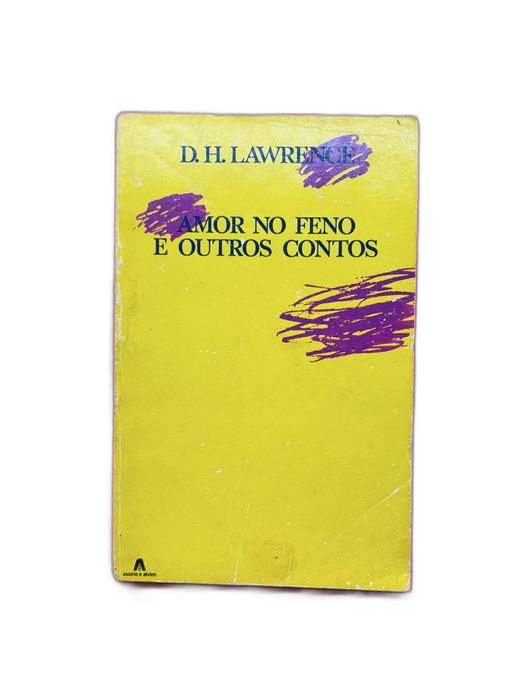 D. H. LAWRENCE
AMOR NO FENO
E OUTROS CONTOS
assírio e alvim